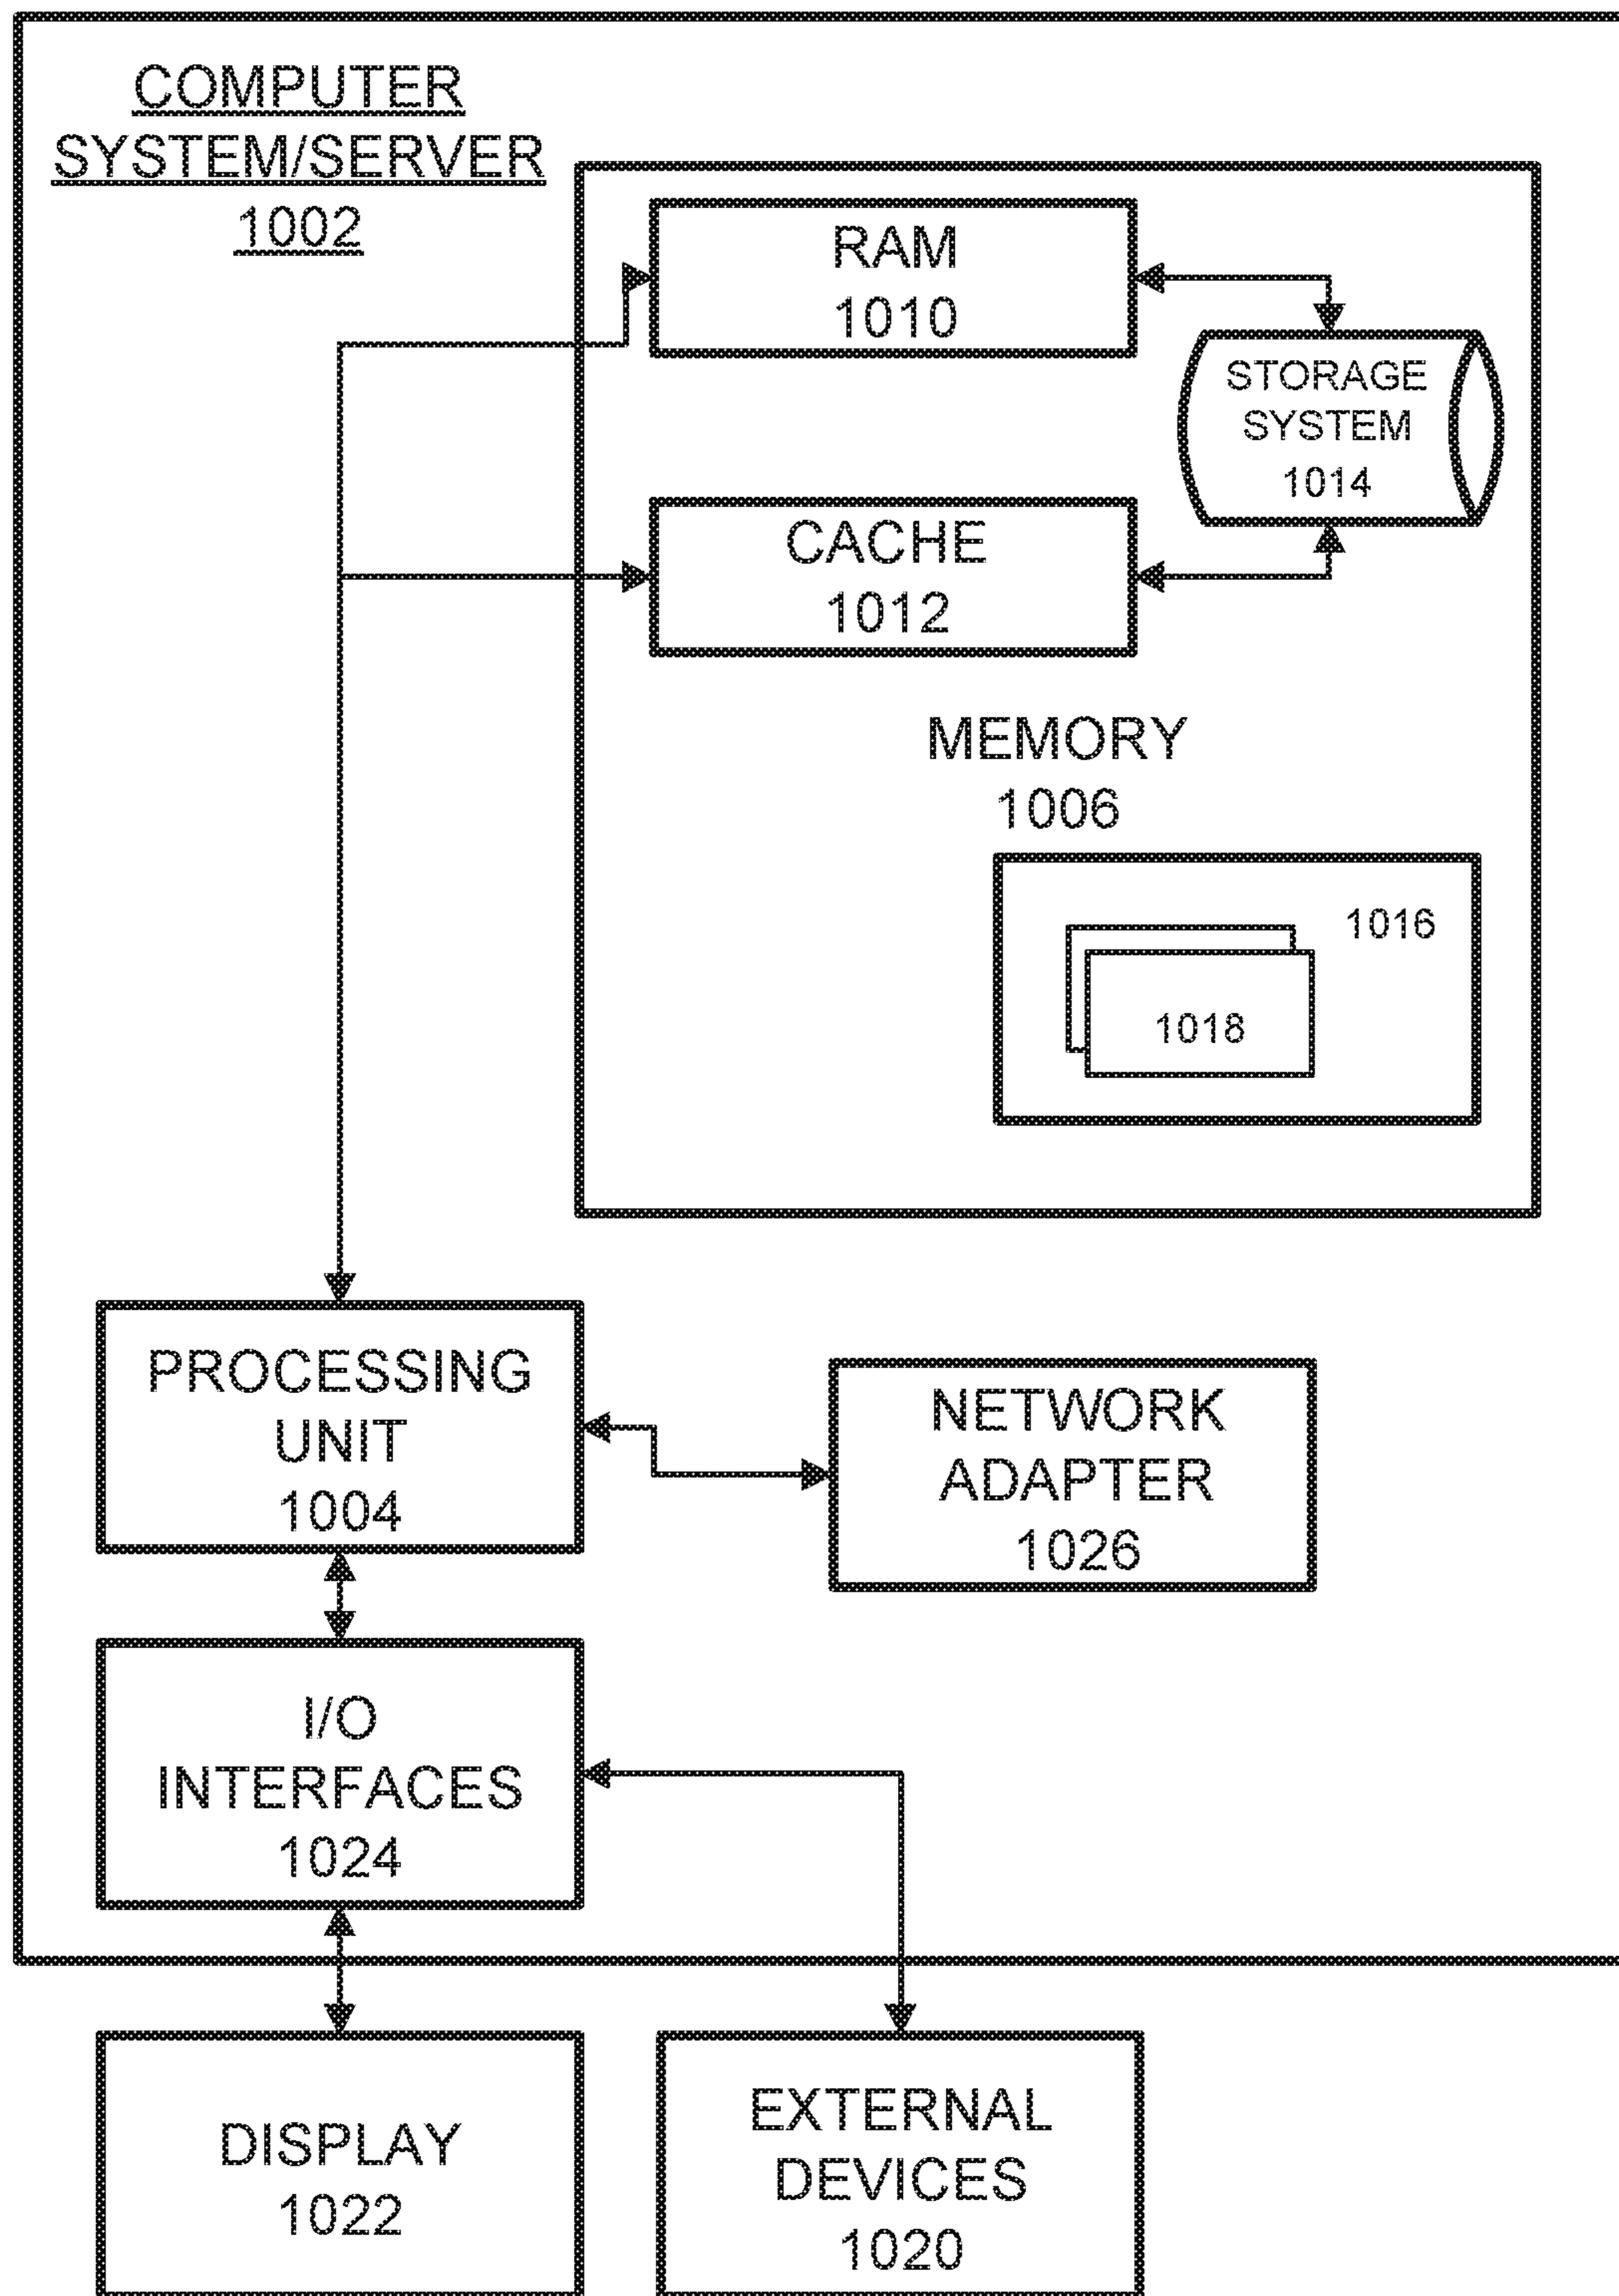 COMPUTER
SYSTEM/SERVER
1002
RAM
1010
STORAGE
SYSTEM
1014
CACHE
1012
MEMORY
1006
1016
1018
PROCESSING
UNIT
1004
NETWORK
ADAPTER
1026
I/O
INTERFACES
1024
DISPLAY
1022
EXTERNAL
DEVICES
1020